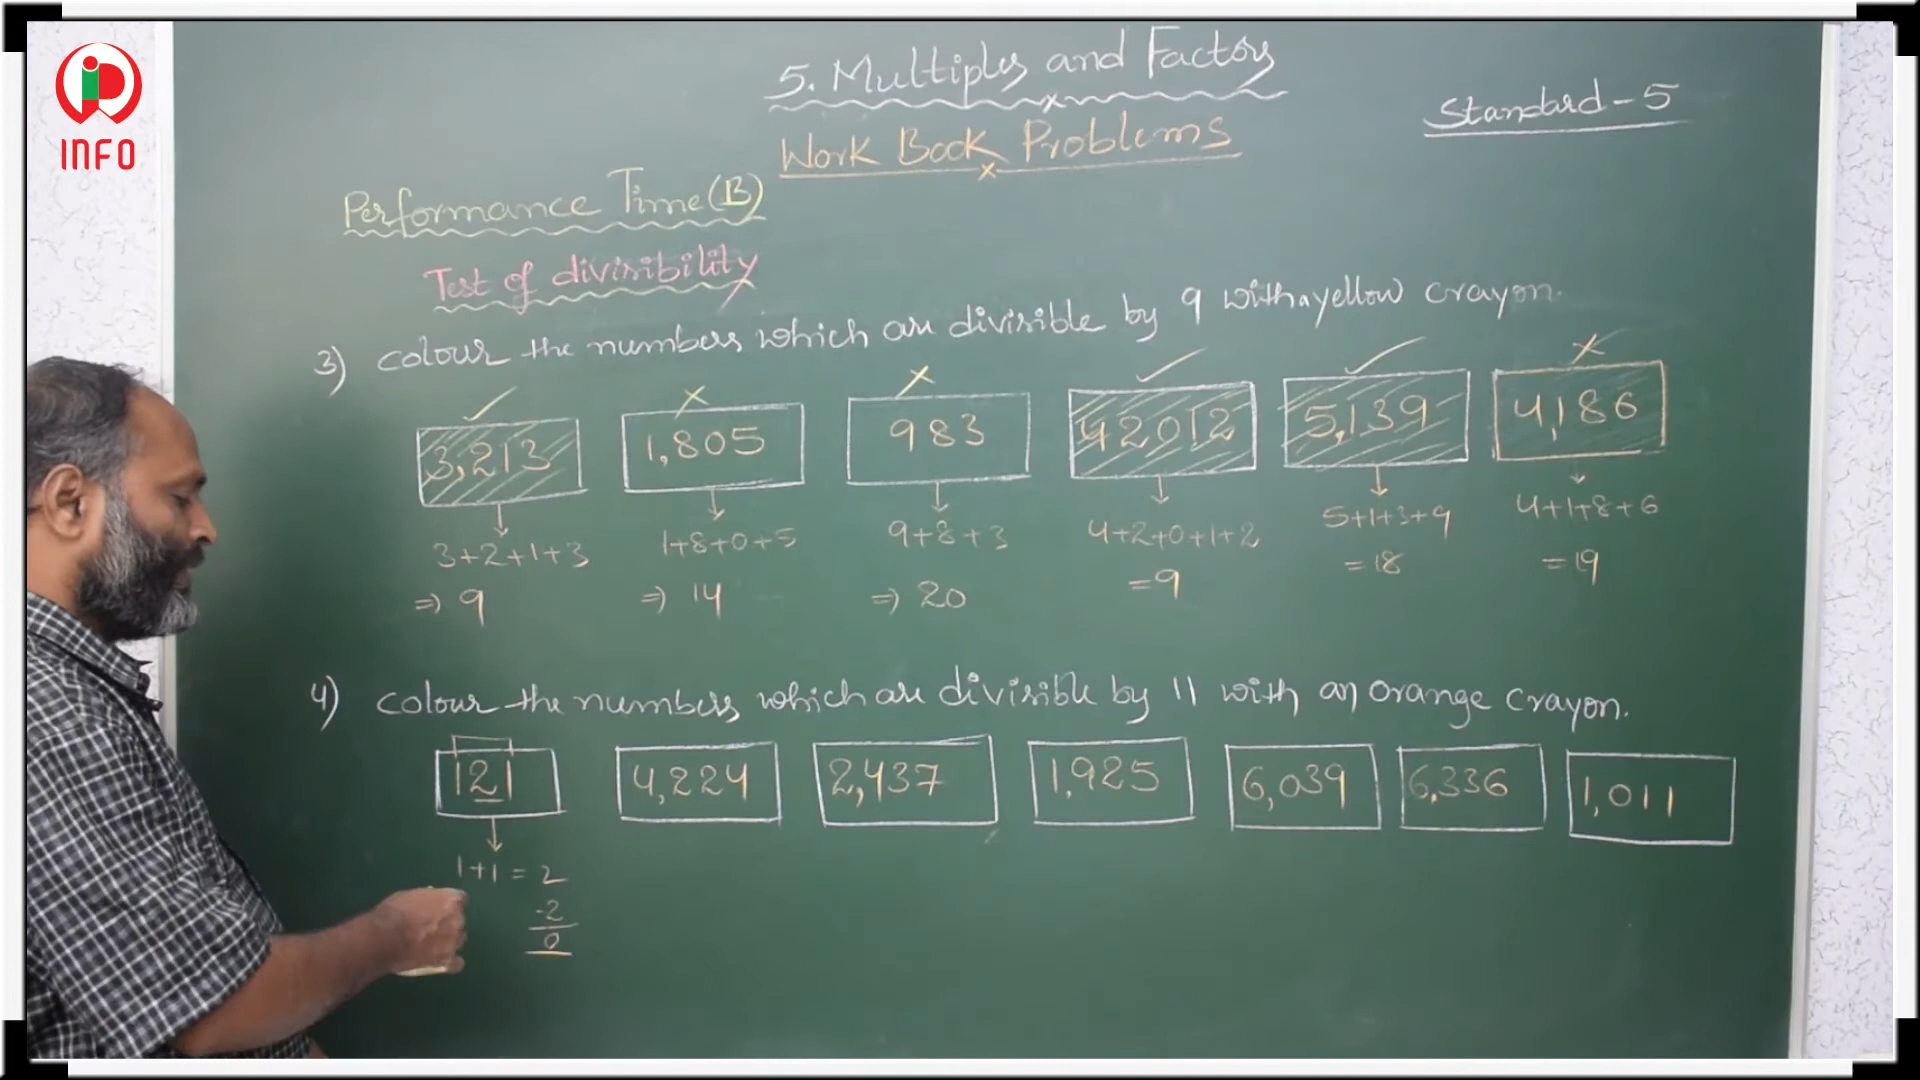 INFO
5. Multiples and Factors
Standard - 5
Work Book Problems
Performance Time (B)
Test of divisibility
3) colour the numbers which are divisible by 9 with a yellow crayon.
✓ × × ✓ ✓ ×
3,213 1,805 983 42012 5,139 4,186
3+2+1+3 1+8+0+5 9+8+3 4+2+0+1+2 5+1+3+9 4+1+8+6
⇒ 9 ⇒ 14 ⇒ 20 = 9 = 18 = 19
4) colour the numbers which are divisible by 11 with an orange crayon.
121 4,224 2,437 1,925 6,039 6,336 1,011
1+1 = 2
-2
0